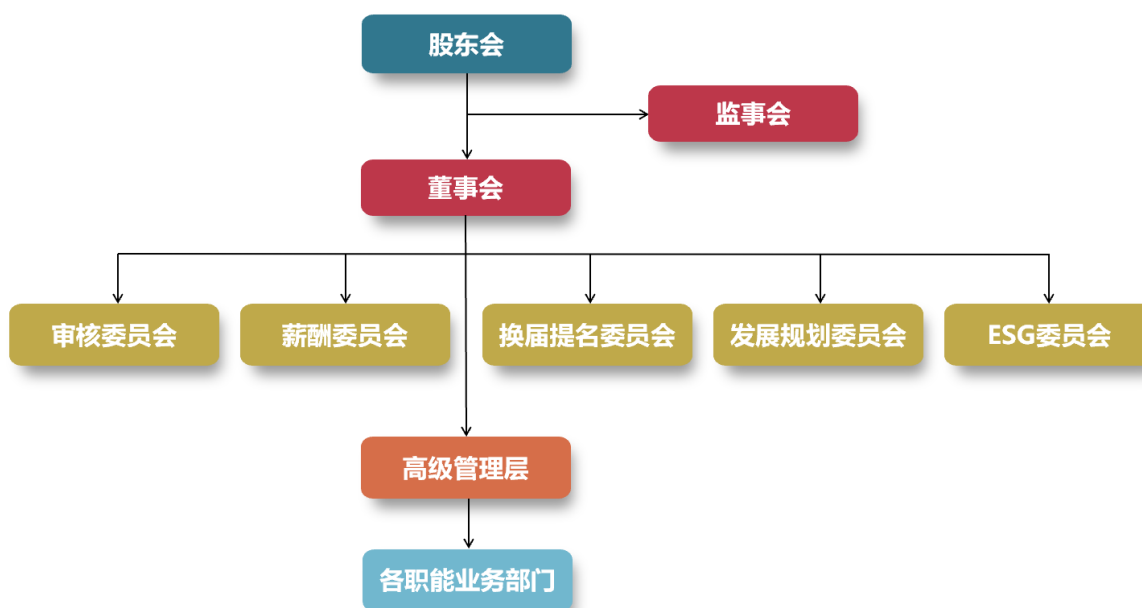 股东会
监事会
董事会
审核委员会
薪酬委员会
换届提名委员会
发展规划委员会
ESG委员会
高级管理层
各职能业务部门